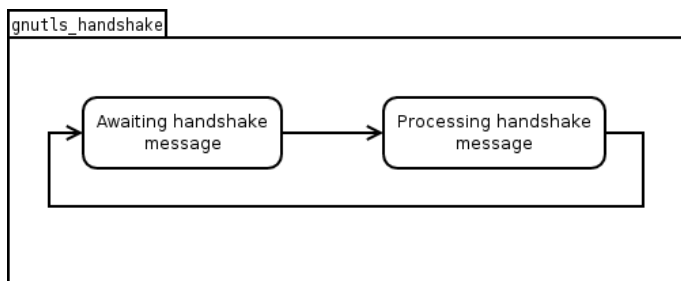 gnutls_handshake
Awaiting handshake
message
Processing handshake
message